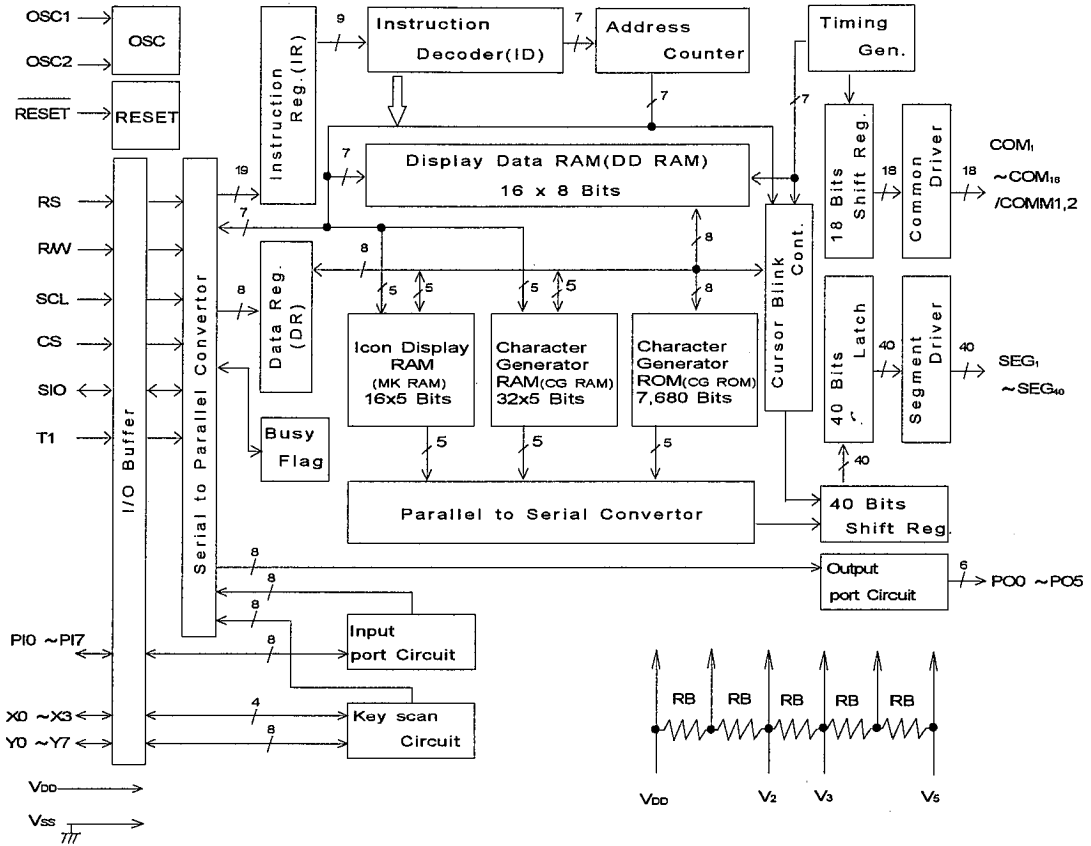 OSC1
OSC2
OSC
RESET
RESET
Instruction
Reg.(IR)
9
Instruction
Decoder(ID)
7
Address
Counter
7
Timing
Gen.
7
I/O Buffer
RS
R/W
SCL
CS
SIO
T1
Serial to Parallel Convertor
19
7
8
7
Display Data RAM(DD RAM)
16 x 8 Bits
18 Bits
Shift Reg.
18
Common
Driver
18
COM1
~COM18
/COMM1,2
Data Reg.
(DR)
8
5
5
5
5
8
8
Cursor Blink
Cont.
Icon Display
RAM
(MK RAM)
16x5 Bits
Character
Generator
RAM(CG RAM)
32x5 Bits
Character
Generator
ROM(CG ROM)
7,680 Bits
40 Bits
Latch
40
Segment
Driver
40
SEG1
~SEG40
Busy
Flag
5
5
5
40
Parallel to Serial Convertor
40 Bits
Shift Reg.
8
Output
port Circuit
6
PO0 ~PO5
8
8
PI0 ~PI7
8
Input
port Circuit
X0 ~X3
4
Y0 ~Y7
8
Key scan
Circuit
RB
RB
RB
RB
RB
VDD
V2
V3
V5
VDD
VSS